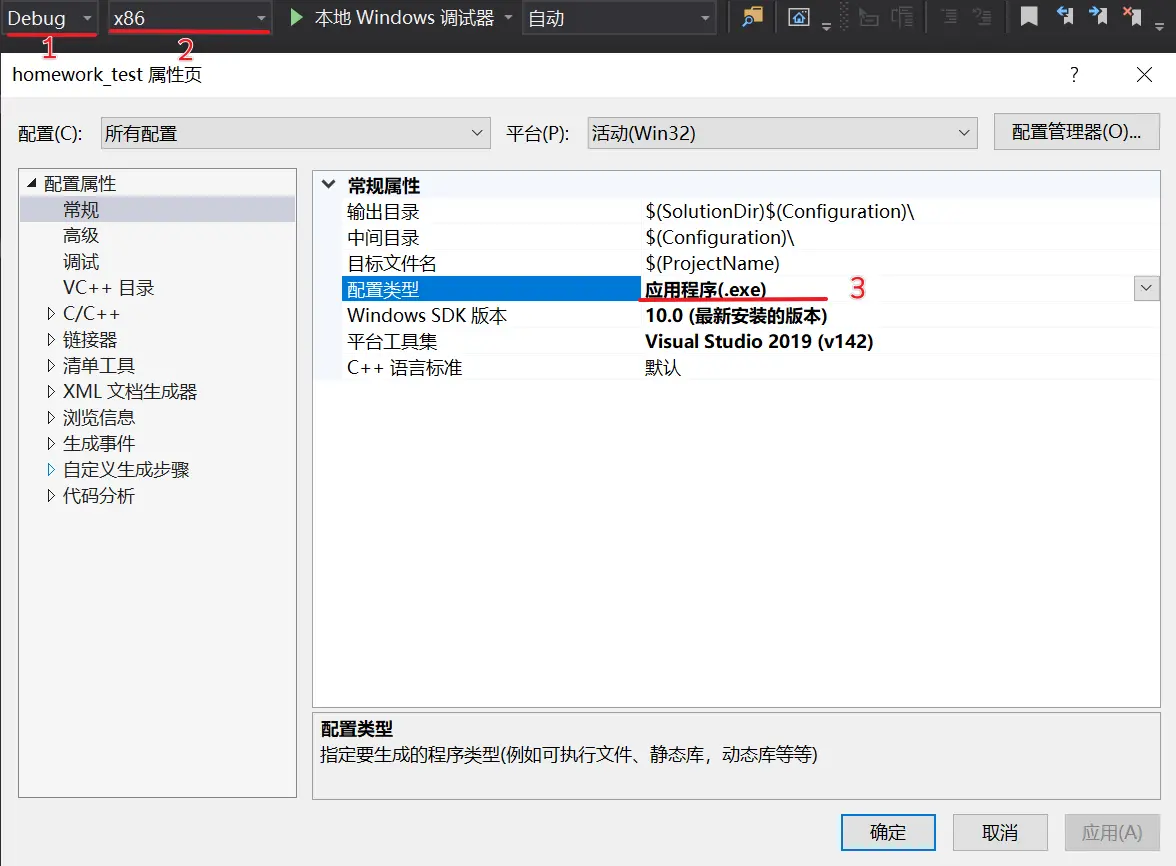 Debug x86 本地 Windows 调试器 自动
1 2
homework_test 属性页 ?
配置(C): 所有配置 平台(P): 活动(Win32) 配置管理器(O)...
配置属性
常规
高级
调试
VC++ 目录
C/C++
链接器
清单工具
XML 文档生成器
浏览信息
生成事件
自定义生成步骤
代码分析
常规属性
输出目录 $(SolutionDir)$(Configuration)\
中间目录 $(Configuration)\
目标文件名 $(ProjectName)
配置类型 应用程序(.exe) 3
Windows SDK 版本 10.0 (最新安装的版本)
平台工具集 Visual Studio 2019 (v142)
C++ 语言标准 默认
配置类型
指定要生成的程序类型(例如可执行文件、静态库，动态库等等)
确定 取消 应用(A)